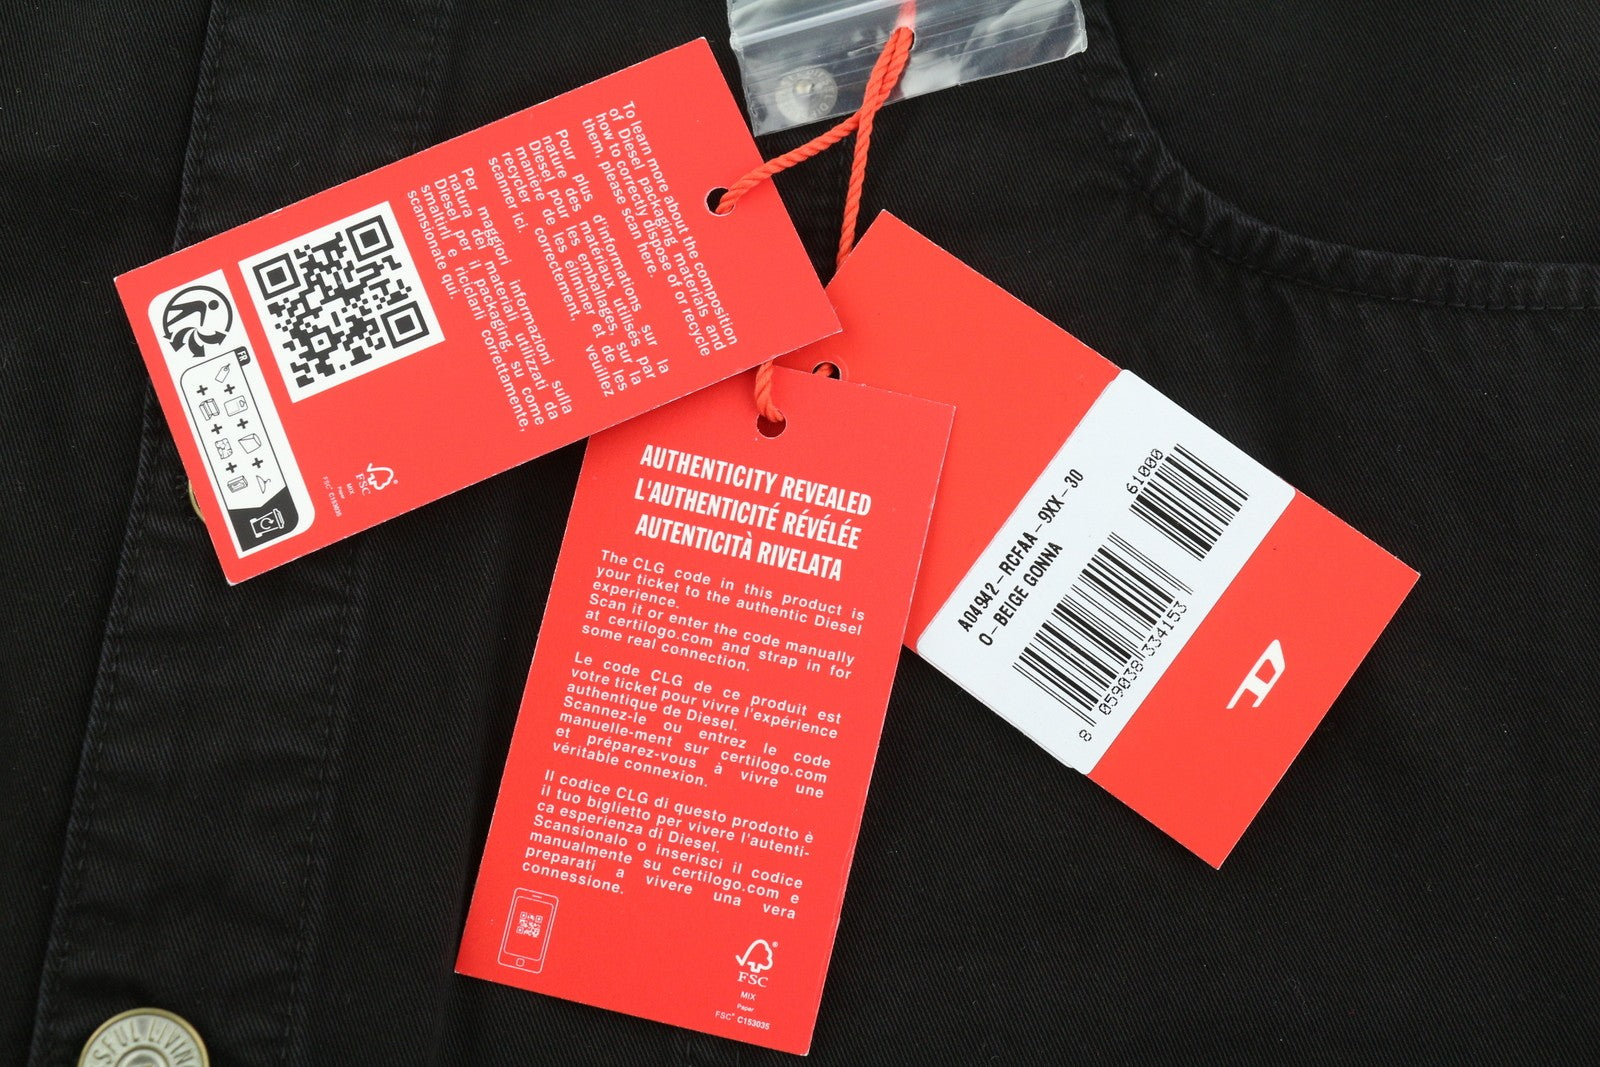 To learn more about the composition
of Diesel packaging materials and
how to correctly dispose of or recycle
them, please scan here.
Pour plus d'informations sur la
nature des materiaux utilisés par
Diesel pour les emballages, sur la
manière de les éliminer et de les
recycler correctement, veuillez
scanner ici.
Per maggiori informazioni sulla
natura dei materiali utilizzati da
Diesel per il packaging, su come
smaltirli e riciclarli correttamente,
scansionate qui.
FR
FSC
MIX
Paper
FSC® C153035
AUTHENTICITY REVEALED
L'AUTHENTICITÉ RÉVÉLÉE
AUTENTICITÀ RIVELATA
The CLG code in this product is
your ticket to the authentic Diesel
experience.
Scan it or enter the code manually
at certilogo.com and strap in for
some real connection.
Le code CLG de ce produit est
votre ticket pour vivre l'expérience
authentique de Diesel.
Scannez-le ou entrez le code
manuelle-ment sur certilogo.com
et préparez-vous à vivre une
véritable connexion.
Il codice CLG di questo prodotto è
il tuo biglietto per vivere l'autenti-
ca esperienza di Diesel.
Scansionalo o inserisci il codice
manualmente su certilogo.com e
preparati a vivere una vera
connessione.
FSC
MIX
Paper
FSC® C153035
A04942-RCFAA-9XX-30
O-BEIGE GONNA
61000
8 059038 334153
D
SSFUL LIVIN